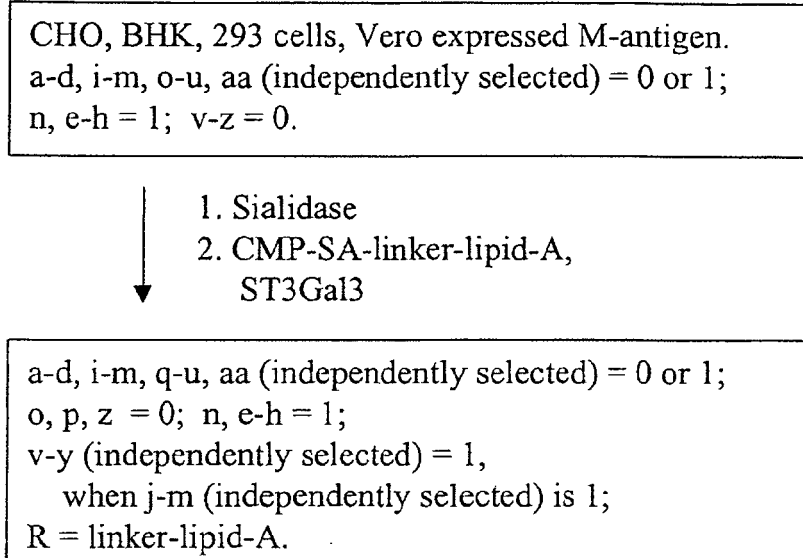 CHO, BHK, 293 cells, Vero expressed M-antigen.
a-d, i-m, o-u, aa (independently selected) = 0 or 1;
n, e-h = 1; v-z = 0.
1. Sialidase
2. CMP-SA-linker-lipid-A,
ST3Gal3
a-d, i-m, q-u, aa (independently selected) = 0 or 1;
o, p, z = 0; n, e-h = 1;
v-y (independently selected) = 1,
when j-m (independently selected) is 1;
R = linker-lipid-A.